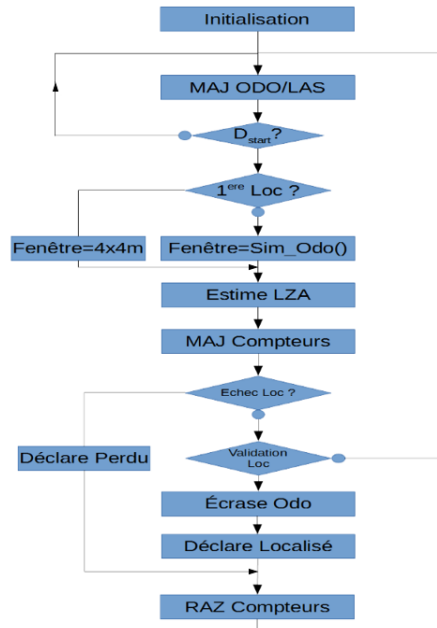 Initialisation
MAJ ODO/LAS
Dstart?
1ere Loc ?
Fenêtre=4x4m
Fenêtre=Sim_Odo()
Estime LZA
MAJ Compteurs
Echec Loc ?
Déclare Perdu
Validation
Loc
Écrase Odo
Déclare Localisé
RAZ Compteurs